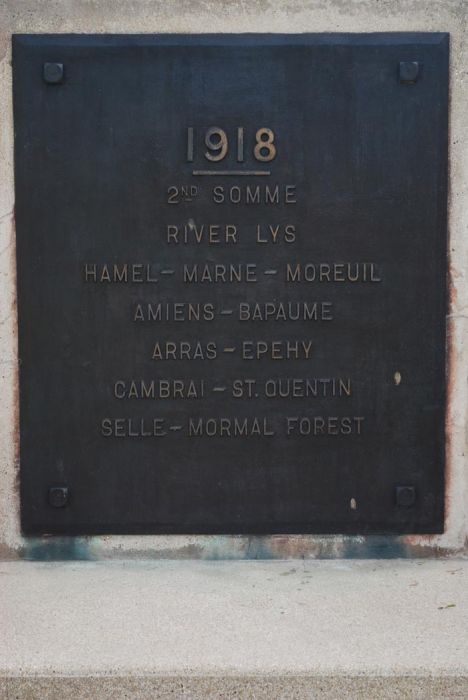 1918
2ND SOMME
RIVER LYS
HAMEL – MARNE – MOREUIL
AMIENS – BAPAUME
ARRAS – EPEHY
CAMBRAI – ST. QUENTIN
SELLE – MORMAL FOREST